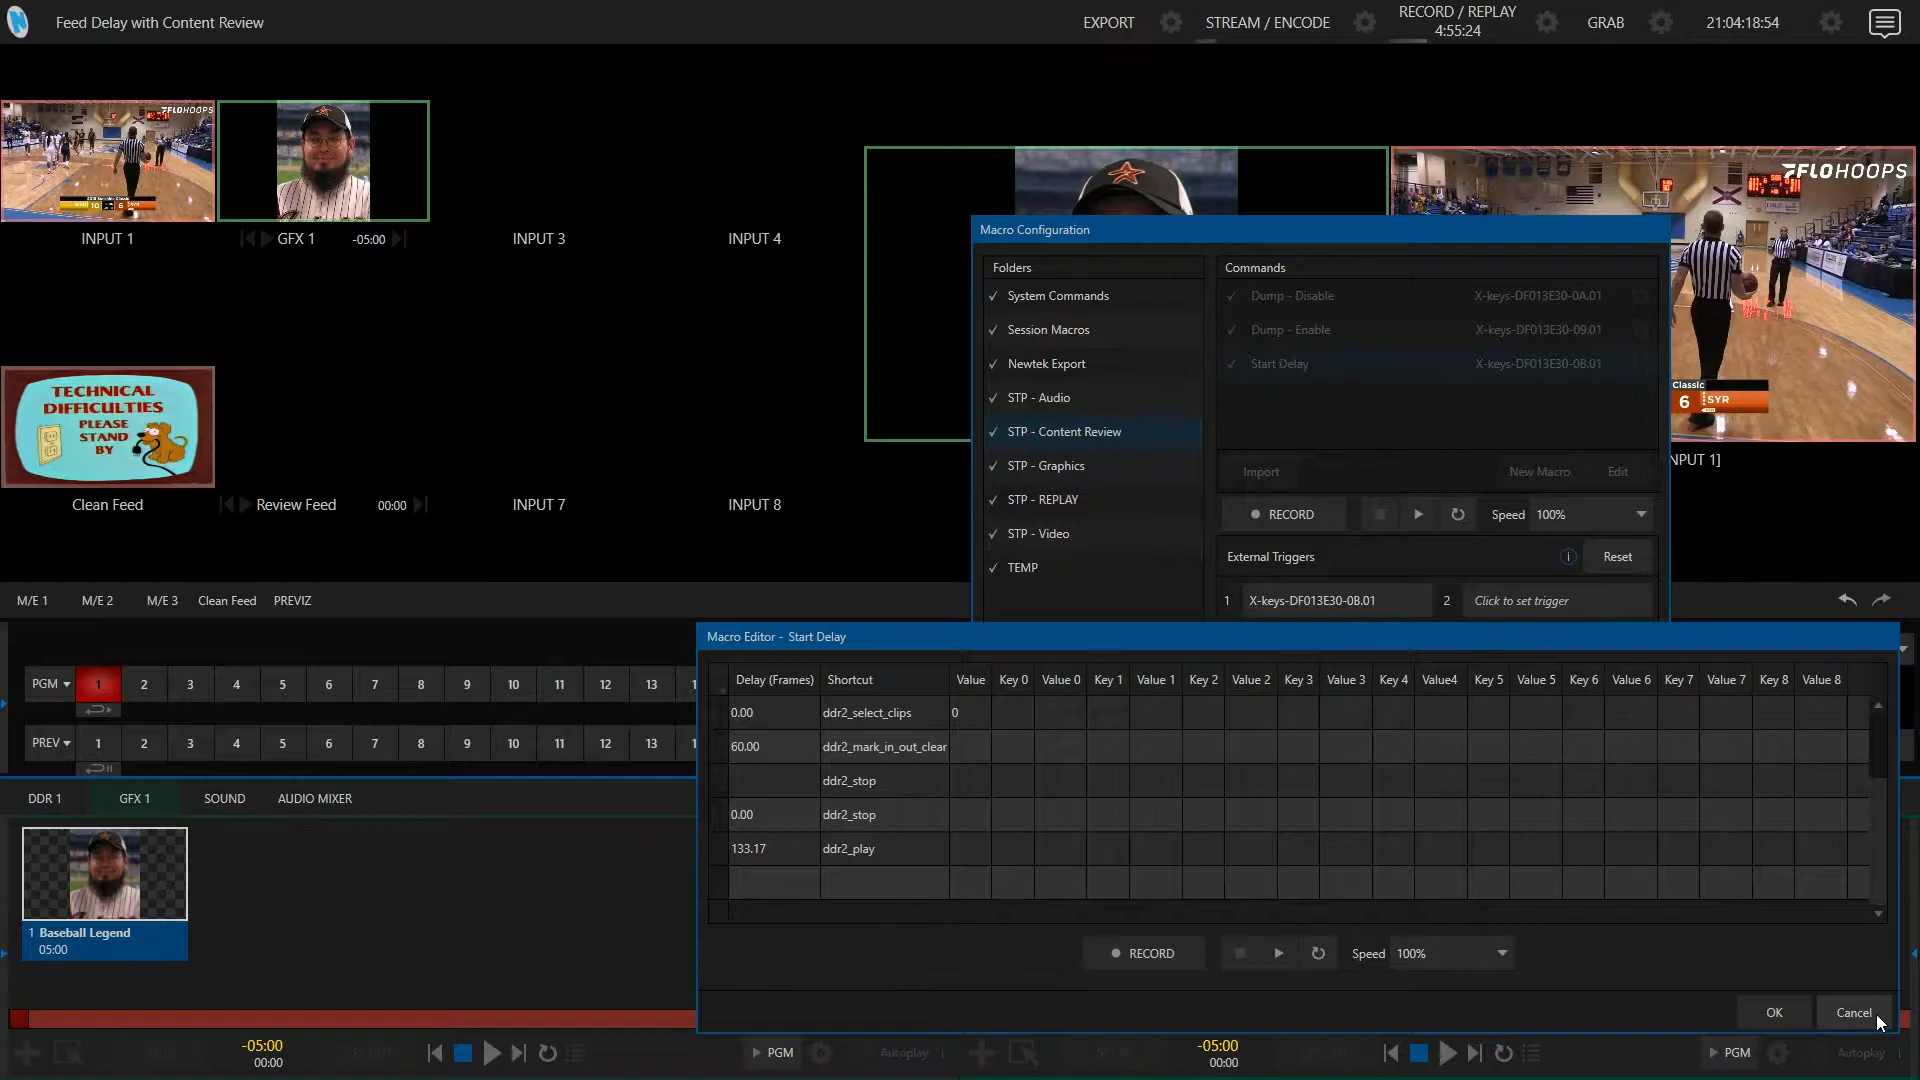 Feed Delay with Content Review
EXPORT
STREAM / ENCODE
RECORD / REPLAY
4:55:24
GRAB
21:04:18:54
FLOHOOPS
INPUT 1
GFX 1
-05:00
INPUT 3
INPUT 4
FLOHOOPS
Classic
6 SYR
NPUT 1]
TECHNICAL
DIFFICULTIES
PLEASE
STAND
BY
Clean Feed
Review Feed
00:00
INPUT 7
INPUT 8
Macro Configuration
Folders
System Commands
Session Macros
Newtek Export
STP - Audio
STP - Content Review
STP - Graphics
STP - REPLAY
STP - Video
TEMP
Commands
Dump - Disable X-keys-DF013E30-0A.01
Dump - Enable X-keys-DF013E30-09.01
Start Delay X-keys-DF013E30-0B.01
Import New Macro Edit
RECORD Speed 100%
External Triggers Reset
1 X-keys-DF013E30-0B.01 2 Click to set trigger
M/E 1 M/E 2 M/E 3 Clean Feed PREVIZ
PGM 1 2 3 4 5 6 7 8 9 10 11 12 13
PREV 1 2 3 4 5 6 7 8 9 10 11 12 13
Macro Editor - Start Delay
Delay (Frames) Shortcut Value Key 0 Value 0 Key 1 Value 1 Key 2 Value 2 Key 3 Value 3 Key 4 Value4 Key 5 Value 5 Key 6 Value 6 Key 7 Value 7 Key 8 Value 8
0.00 ddr2_select_clips 0
60.00 ddr2_mark_in_out_clear
ddr2_stop
0.00 ddr2_stop
133.17 ddr2_play
RECORD Speed 100%
OK Cancel
DDR 1 GFX 1 SOUND AUDIO MIXER
1 Baseball Legend
05:00
-05:00
00:00
PGM
Autoplay
-05:00
00:00
PGM
Autoplay